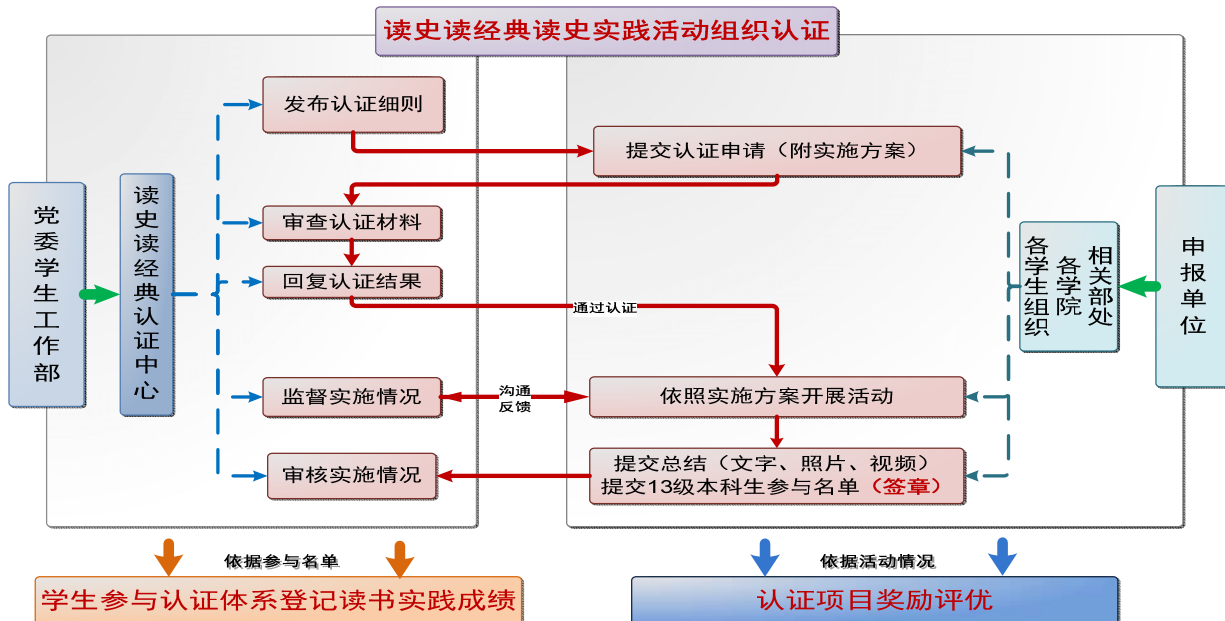 读史读经典读史实践活动组织认证
发布认证细则
提交认证申请（附实施方案）
党委学生工作部
读史读经典认证中心
审查认证材料
回复认证结果
通过认证
各学生组织
各学院
相关部处
申报单位
监督实施情况
沟通
反馈
依照实施方案开展活动
审核实施情况
提交总结（文字、照片、视频）
提交13级本科生参与名单（签章）
依据参与名单
依据活动情况
学生参与认证体系登记读书实践成绩
认证项目奖励评优